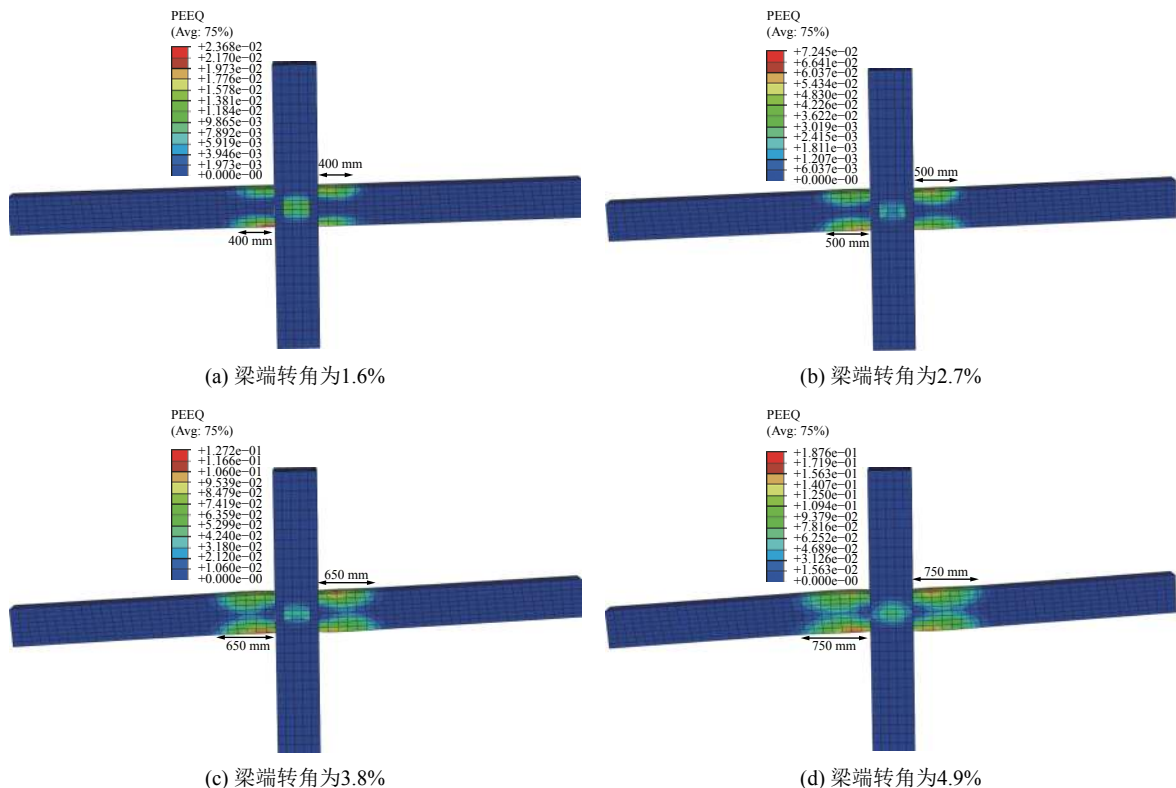 PEEQ
(Avg: 75%)
+2.368e−02
+2.170e−02
+1.973e−02
+1.776e−02
+1.578e−02
+1.381e−02
+1.184e−02
+9.865e−03
+7.892e−03
+5.919e−03
+3.946e−03
+1.973e−03
+0.000e−00
400 mm
400 mm
(a) 梁端转角为1.6%
PEEQ
(Avg: 75%)
+7.245e−02
+6.641e−02
+6.037e−02
+5.434e−02
+4.830e−02
+4.226e−02
+3.622e−02
+3.019e−03
+2.415e−03
+1.811e−03
+1.207e−03
+6.037e−03
+0.000e−00
500 mm
500 mm
(b) 梁端转角为2.7%
PEEQ
(Avg: 75%)
+1.272e−01
+1.166e−01
+1.060e−01
+9.539e−02
+8.479e−02
+7.419e−02
+6.359e−02
+5.299e−02
+4.240e−02
+3.180e−02
+2.120e−02
+1.060e−02
+0.000e−00
650 mm
650 mm
(c) 梁端转角为3.8%
PEEQ
(Avg: 75%)
+1.876e−01
+1.719e−01
+1.563e−01
+1.407e−01
+1.250e−01
+1.094e−01
+9.379e−02
+7.816e−02
+6.252e−02
+4.689e−02
+3.126e−02
+1.563e−02
+0.000e−00
750 mm
750 mm
(d) 梁端转角为4.9%